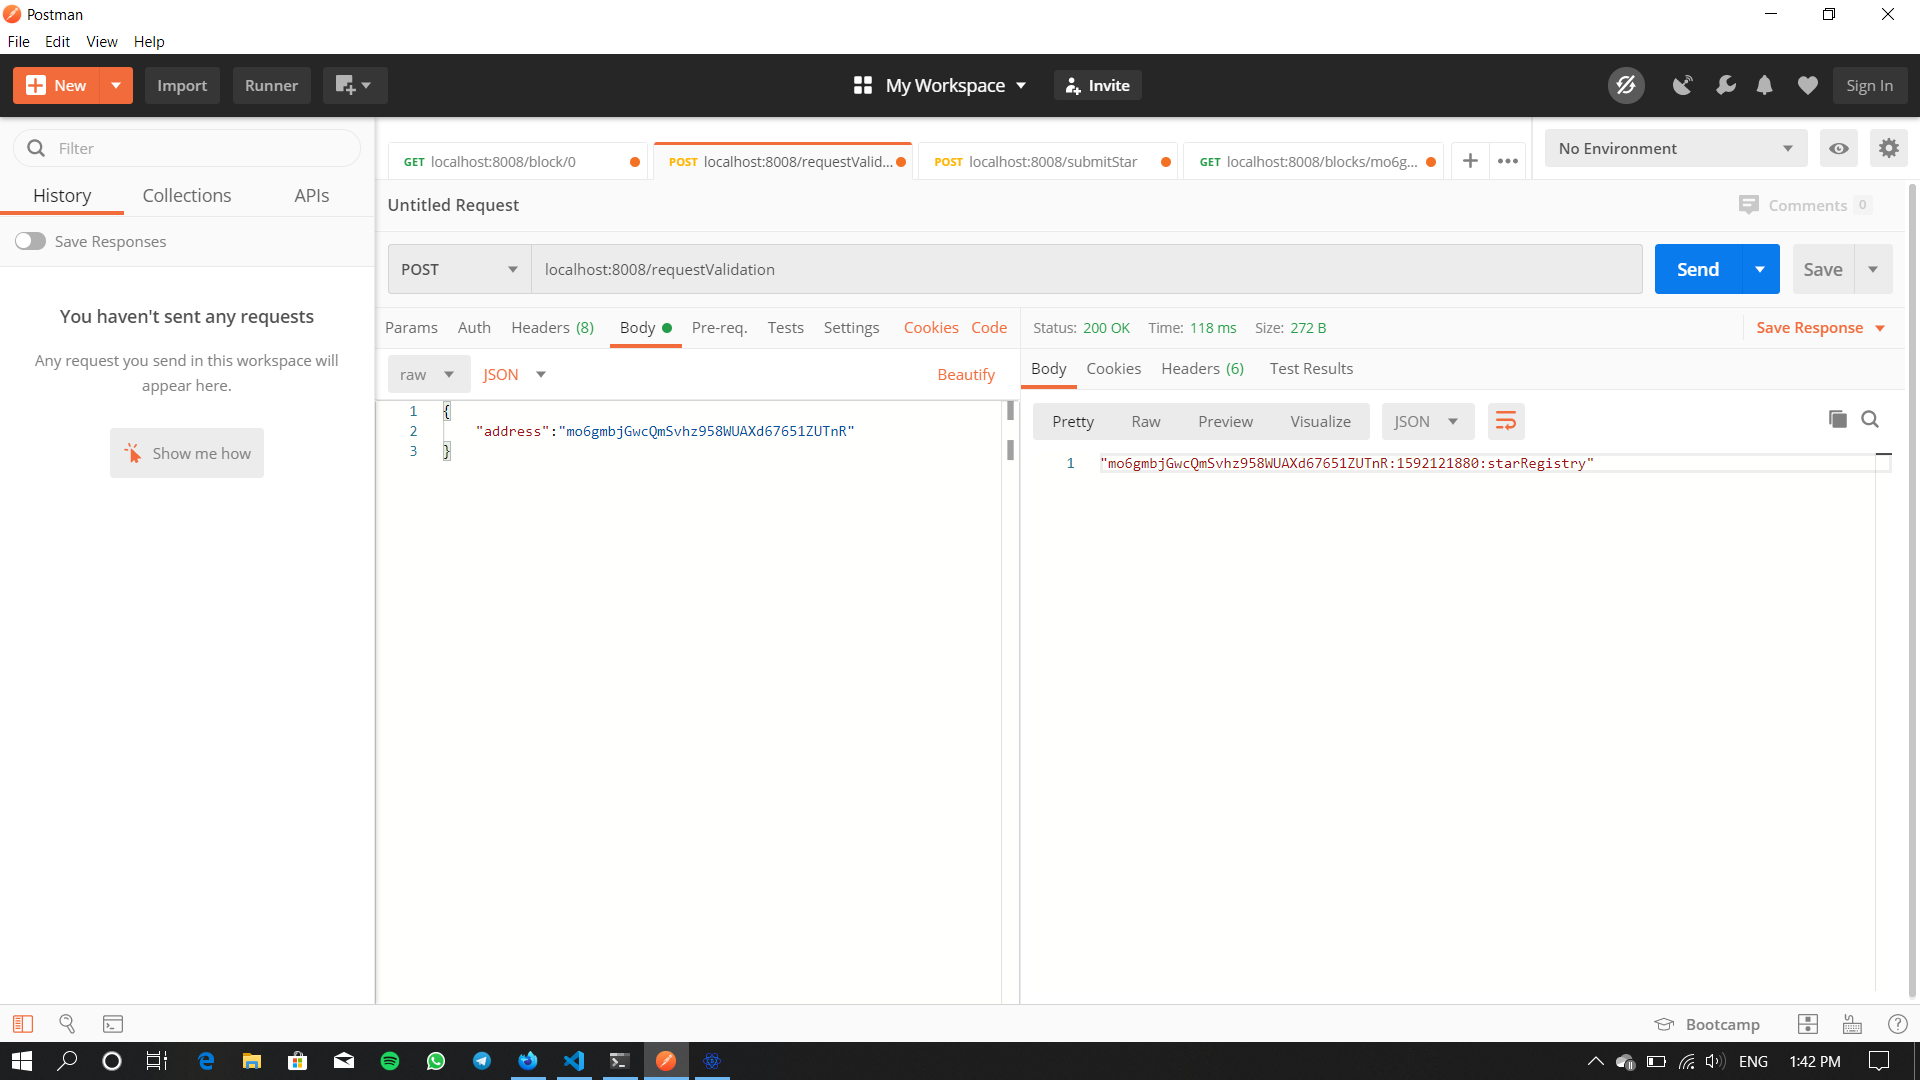 Postman
File Edit View Help
New Import Runner My Workspace Invite Sign In
Filter
History Collections APIs
Save Responses
You haven't sent any requests
Any request you send in this workspace will
appear here.
Show me how
GET localhost:8008/block/0 POST localhost:8008/requestValid... POST localhost:8008/submitStar GET localhost:8008/blocks/mo6g... No Environment
Untitled Request Comments 0
POST localhost:8008/requestValidation Send Save
Params Auth Headers (8) Body Pre-req. Tests Settings Cookies Code
raw JSON Beautify
1 {
2 "address":"mo6gmbjGwcQmSvhz958WUAXd67651ZUTnR"
3 }
Status: 200 OK Time: 118 ms Size: 272 B Save Response
Body Cookies Headers (6) Test Results
Pretty Raw Preview Visualize JSON
1 "mo6gmbjGwcQmSvhz958WUAXd67651ZUTnR:1592121880:starRegistry"
Bootcamp
ENG 1:42 PM